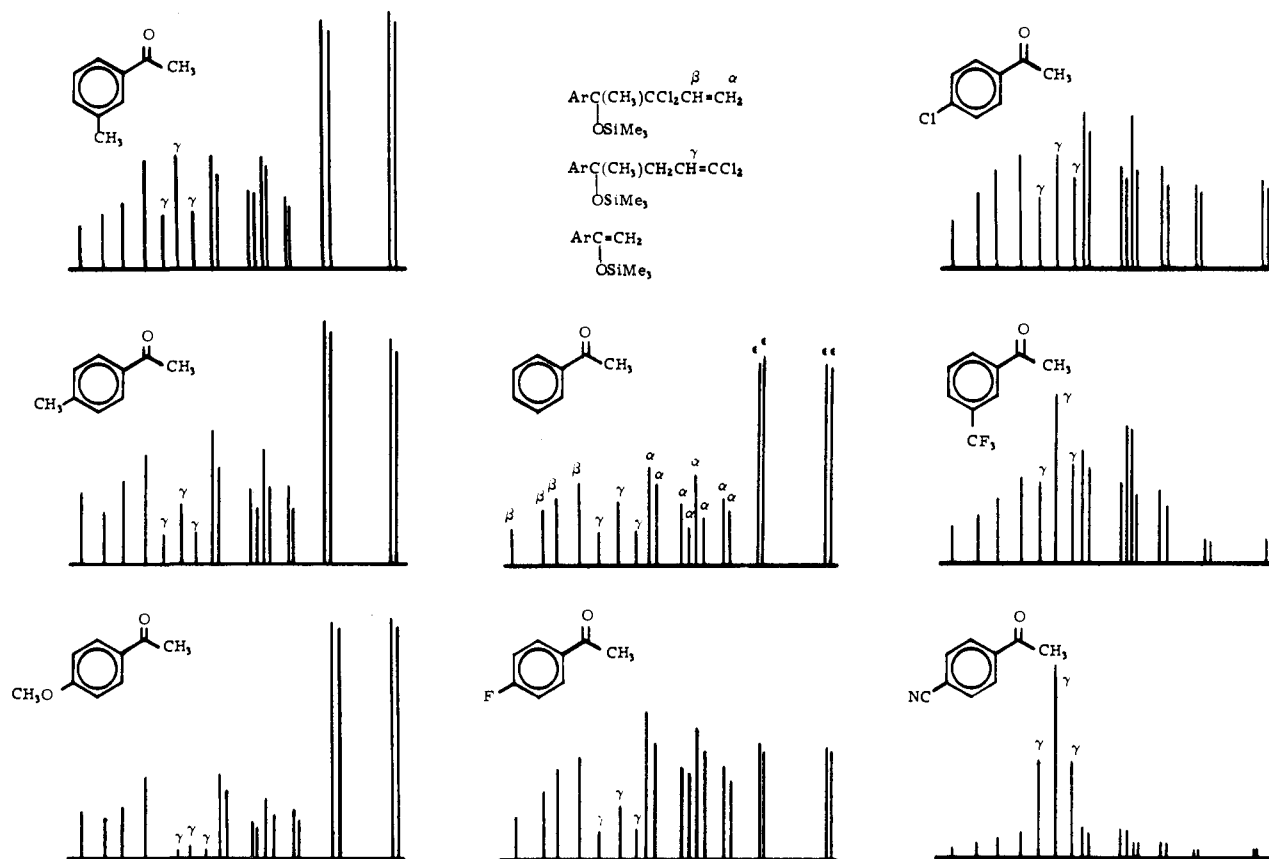 O
CH₃
CH₃
γ γ γ
β α
ArC(CH₃)CCl₂CH=CH₂
OSiMe₃
γ
ArC(CH₃)CH₂CH=CCl₂
OSiMe₃
ArC=CH₂
OSiMe₃
O
CH₃
Cl
γ γ γ
O
CH₃
CH₃
γ γ γ
O
CH₃
ϵ ϵ ϵ ϵ
β β β β γ γ γ α α α α α α α α
O
CH₃
CF₃
γ γ γ
O
CH₃
CH₃O
γ γ γ
O
CH₃
F
γ γ γ
O
CH₃
NC
γ γ γ